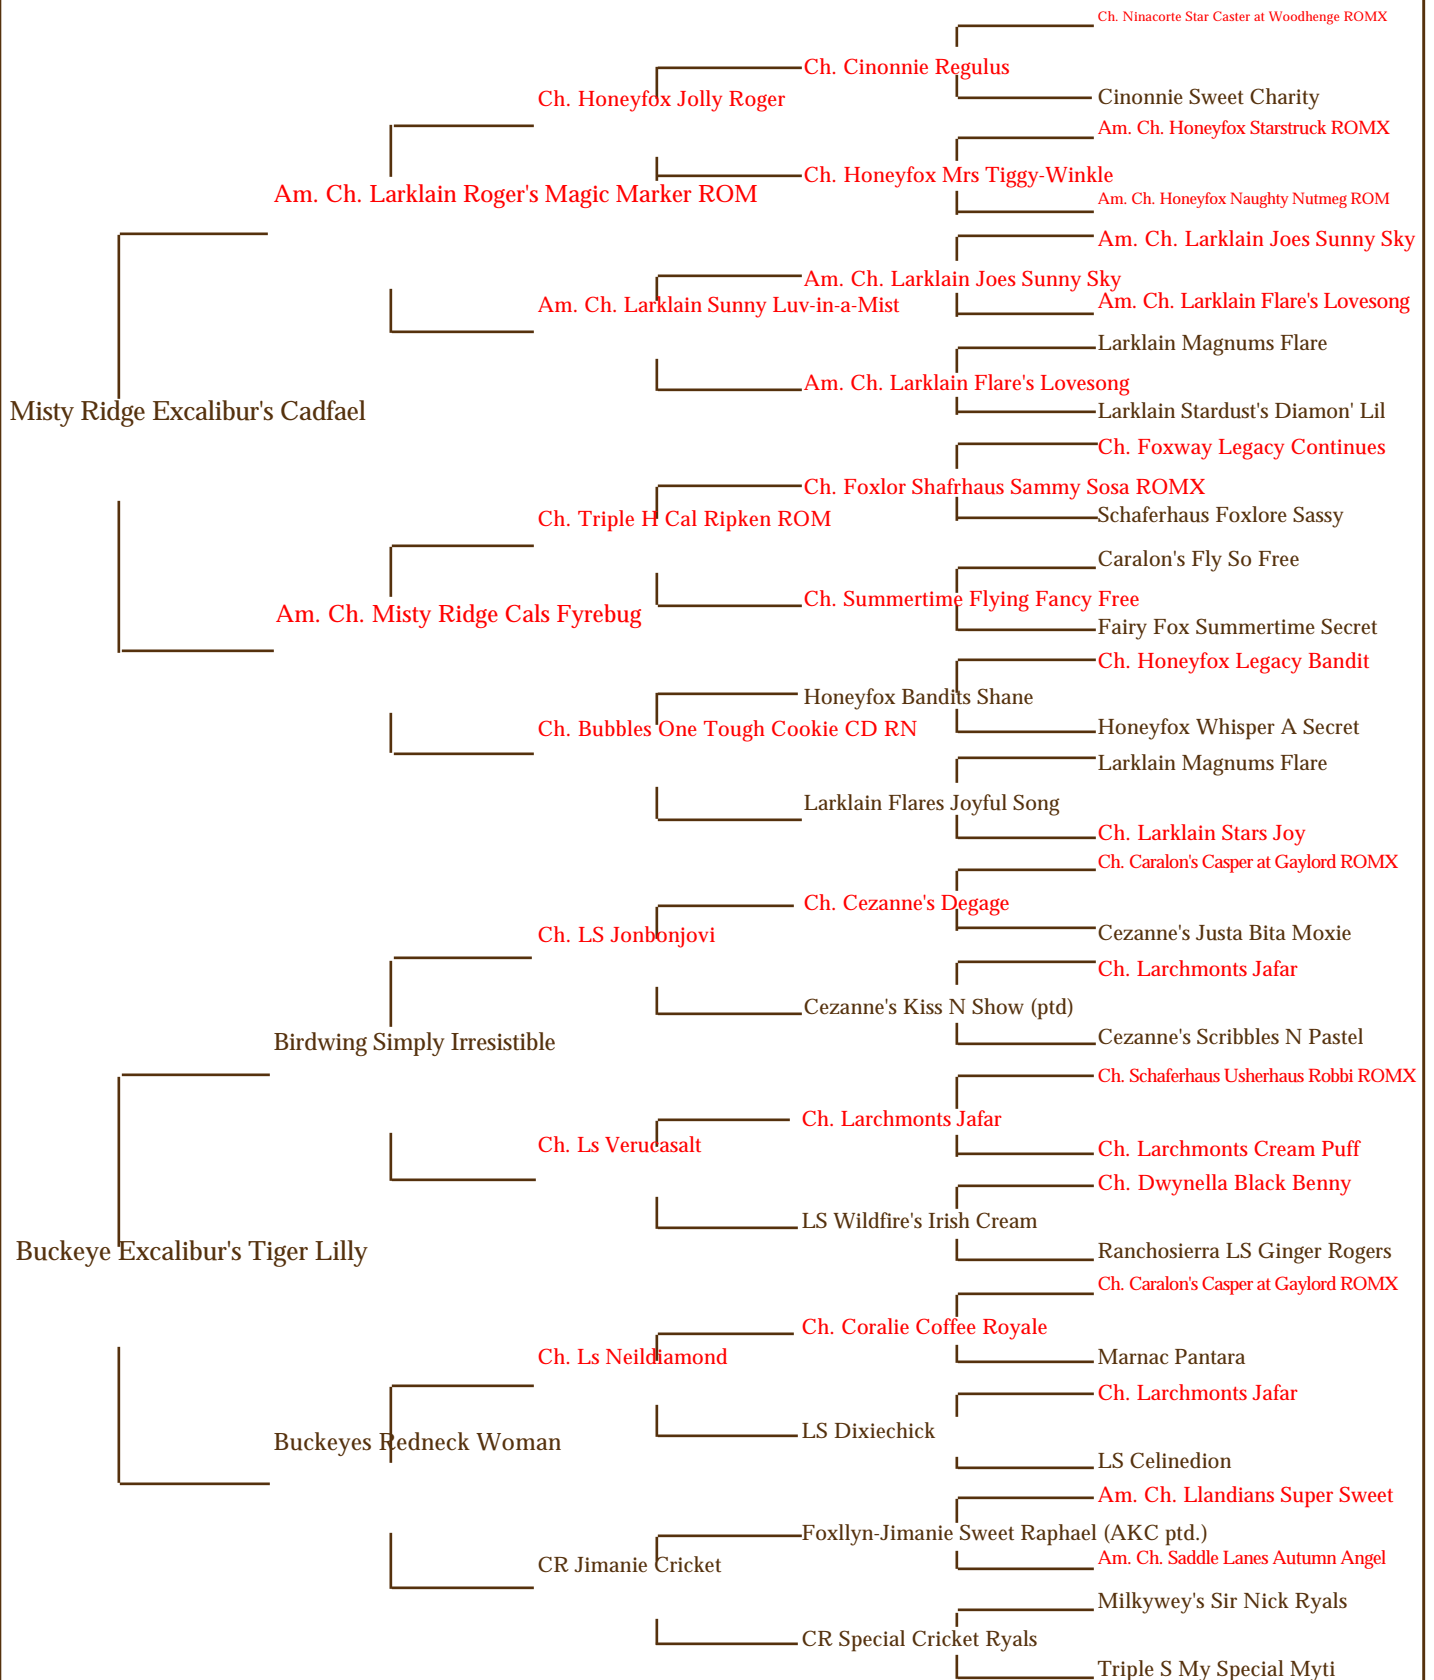 Ch. Ninacorte Star Caster at Woodhenge ROMX
Ch. Cinonnie Regulus
Ch. Honeyfox Jolly Roger
Cinonnie Sweet Charity
Am. Ch. Honeyfox Starstruck ROMX
Ch. Honeyfox Mrs Tiggy-Winkle
Am. Ch. Larklain Roger's Magic Marker ROM
Am. Ch. Honeyfox Naughty Nutmeg ROM
Am. Ch. Larklain Joes Sunny Sky
Am. Ch. Larklain Joes Sunny Sky
Am. Ch. Larklain Sunny Luv-in-a-Mist
Am. Ch. Larklain Flare's Lovesong
Larklain Magnums Flare
Am. Ch. Larklain Flare's Lovesong
Misty Ridge Excalibur's Cadfael
Larklain Stardust's Diamon' Lil
Ch. Foxway Legacy Continues
Ch. Foxlor Shafrhaus Sammy Sosa ROMX
Ch. Triple H Cal Ripken ROM
Schaferhaus Foxlore Sassy
Caralon's Fly So Free
Ch. Summertime Flying Fancy Free
Am. Ch. Misty Ridge Cals Fyrebug
Fairy Fox Summertime Secret
Ch. Honeyfox Legacy Bandit
Honeyfox Bandits Shane
Ch. Bubbles One Tough Cookie CD RN
Honeyfox Whisper A Secret
Larklain Magnums Flare
Larklain Flares Joyful Song
Ch. Larklain Stars Joy
Ch. Caralon's Casper at Gaylord ROMX
Ch. Cezanne's Degage
Ch. LS Jonbonjovi
Cezanne's Justa Bita Moxie
Ch. Larchmonts Jafar
Cezanne's Kiss N Show (ptd)
Birdwing Simply Irresistible
Cezanne's Scribbles N Pastel
Ch. Schaferhaus Usherhaus Robbi ROMX
Ch. Larchmonts Jafar
Ch. Ls Verucasalt
Ch. Larchmonts Cream Puff
Ch. Dwynella Black Benny
LS Wildfire's Irish Cream
Buckeye Excalibur's Tiger Lilly
Ranchosierra LS Ginger Rogers
Ch. Caralon's Casper at Gaylord ROMX
Ch. Coralie Coffee Royale
Ch. Ls Neildiamond
Marnac Pantara
Ch. Larchmonts Jafar
LS Dixiechick
Buckeyes Redneck Woman
LS Celinedion
Am. Ch. Llandians Super Sweet
Foxllyn-Jimanie Sweet Raphael (AKC ptd.)
CR Jimanie Cricket
Am. Ch. Saddle Lanes Autumn Angel
Milkywey's Sir Nick Ryals
CR Special Cricket Ryals
Triple S My Special Myti